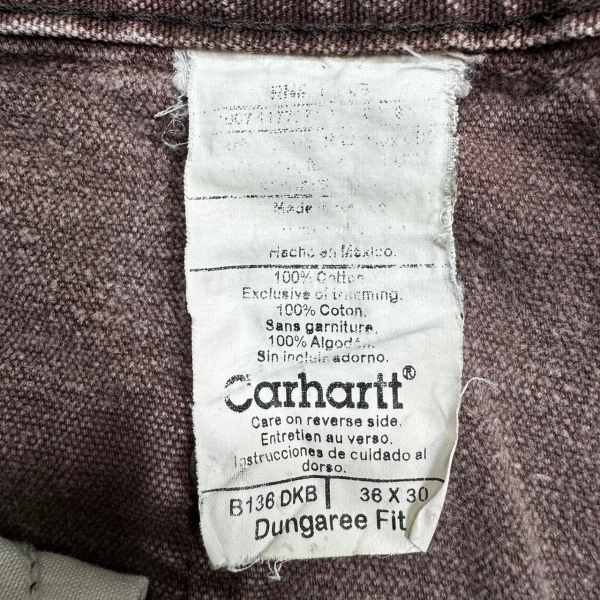 Made
Hecho en México.
100% Cotton
Exclusive of trimming.
100% Coton.
Sans garniture.
100% Algodón.
Sin incluir adorno.
Carhartt®
Care on reverse side.
Entretien au verso.
Instrucciones de cuidado al
dorso.
B136 DKB 36 X 30
Dungaree Fit